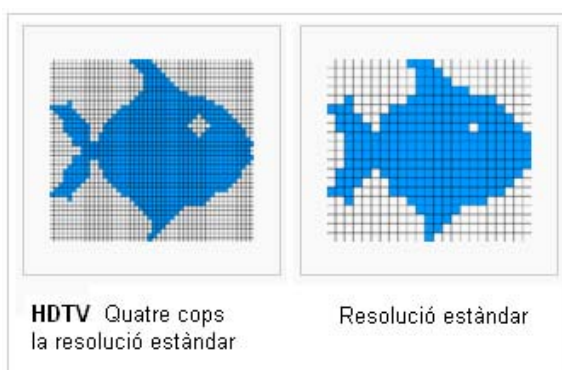 HDTV Quatre cops
la resolució estàndar
Resolució estàndar